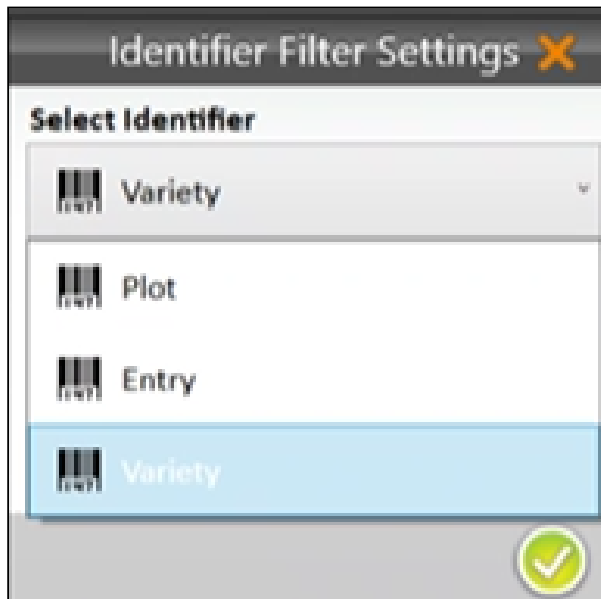 Identifier Filter Settings
Select Identifier
Variety
Plot
Entry
Variety